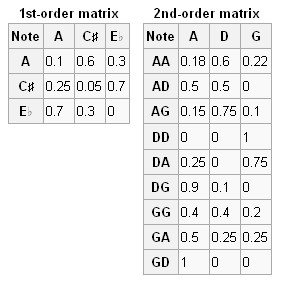 1st-order matrix
Note A C♯ E♭
A 0.1 0.6 0.3
C♯ 0.25 0.05 0.7
E♭ 0.7 0.3 0
2nd-order matrix
Note A D G
AA 0.18 0.6 0.22
AD 0.5 0.5 0
AG 0.15 0.75 0.1
DD 0 0 1
DA 0.25 0 0.75
DG 0.9 0.1 0
GG 0.4 0.4 0.2
GA 0.5 0.25 0.25
GD 1 0 0